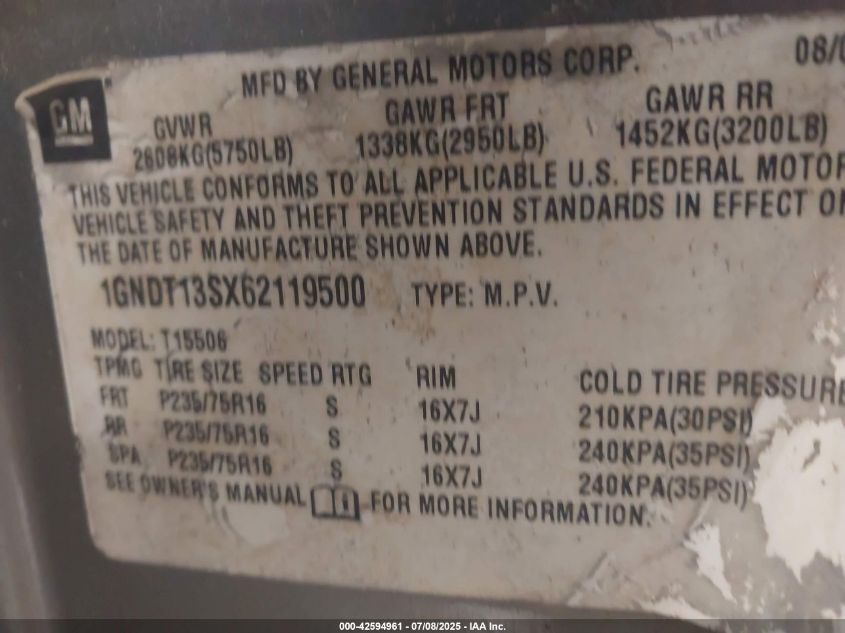 MFD BY GENERAL MOTORS CORP. 08/0
GM
GVWR GAWR FRT GAWR RR
2608KG(5750LB) 1338KG(2950LB) 1452KG(3200LB)
THIS VEHICLE CONFORMS TO ALL APPLICABLE U.S. FEDERAL MOTOR
VEHICLE SAFETY AND THEFT PREVENTION STANDARDS IN EFFECT ON
THE DATE OF MANUFACTURE SHOWN ABOVE.
1GNDT13SX62119500 TYPE: M.P.V.
MODEL: T15506
TPMG TIRE SIZE SPEED RTG RIM COLD TIRE PRESSURE
FRT P235/75R16 S 16X7J 210KPA(30PSI)
RR P235/75R16 S 16X7J 240KPA(35PSI)
SPA P235/75R16 S 16X7J 240KPA(35PSI)
SEE OWNER'S MANUAL FOR MORE INFORMATION.
000-42594961 - 07/08/2025 - IAA Inc.